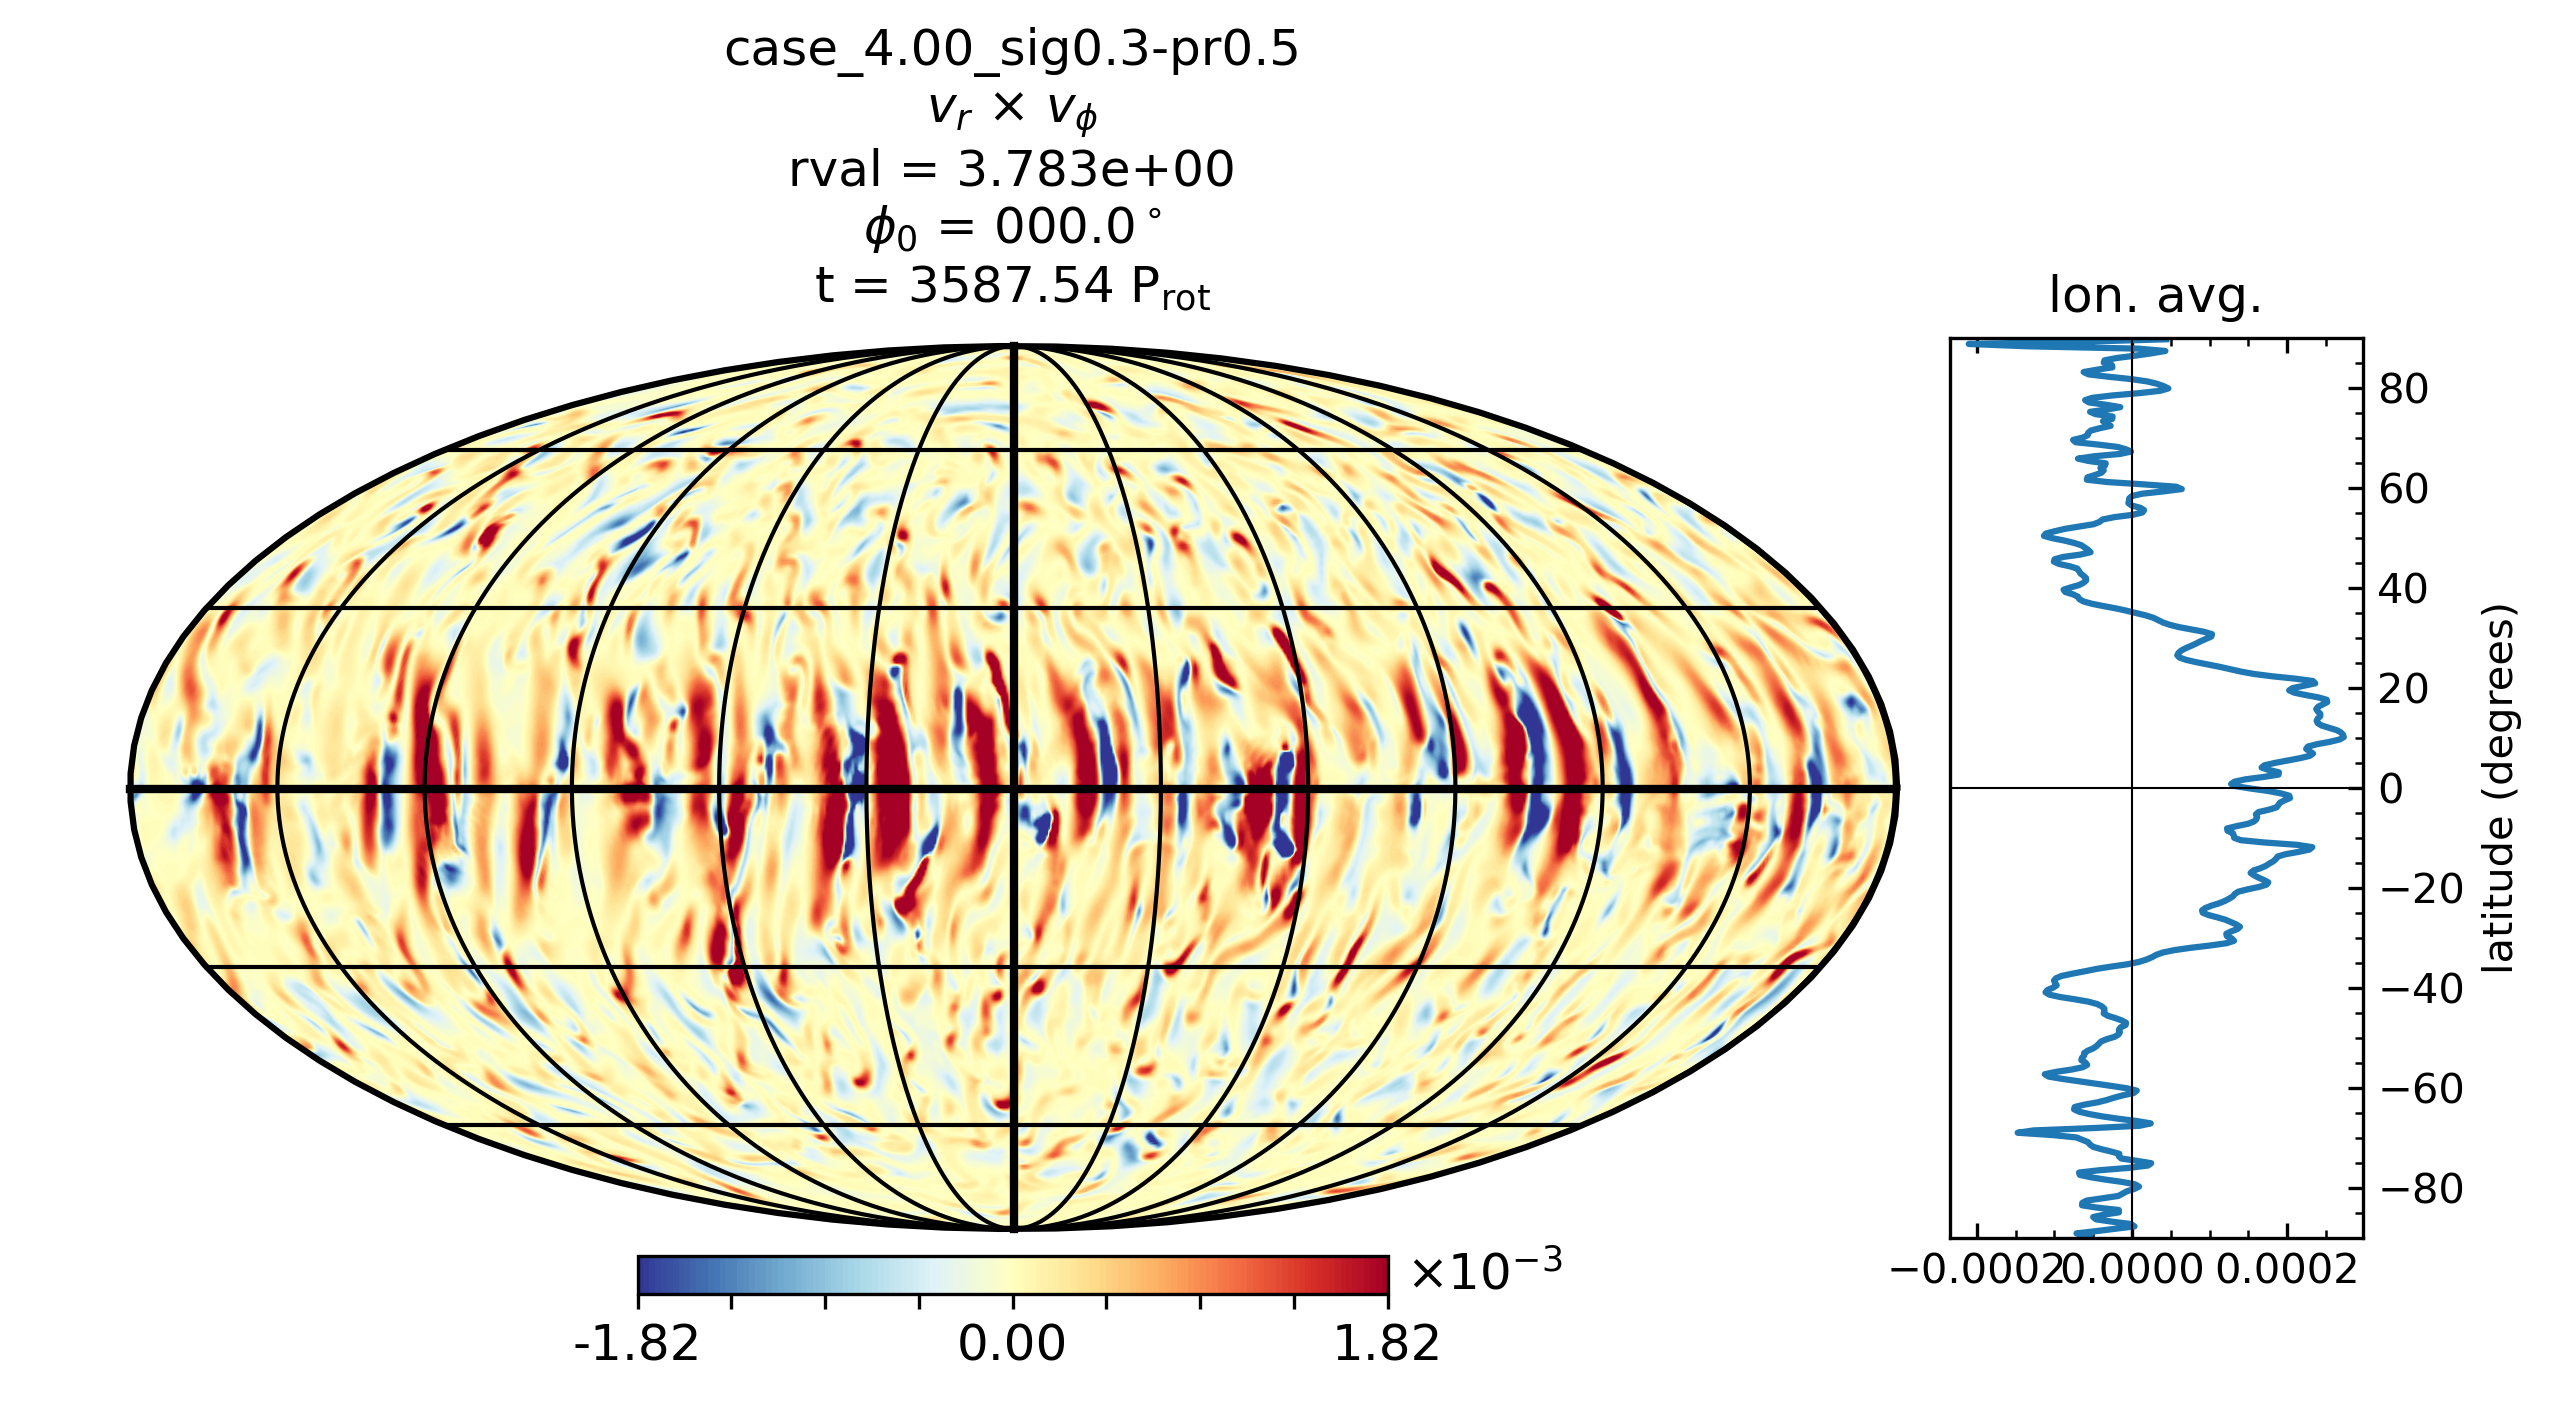 case_4.00_sig0.3-pr0.5
v_r × v_ϕ
rval = 3.783e+00
ϕ_0 = 000.0°
t = 3587.54 P_rot
lon. avg.
80
60
40
20
0
−20
−40
−60
−80
latitude (degrees)
−0.0002 0.0000 0.0002
×10^−3
-1.82 0.00 1.82